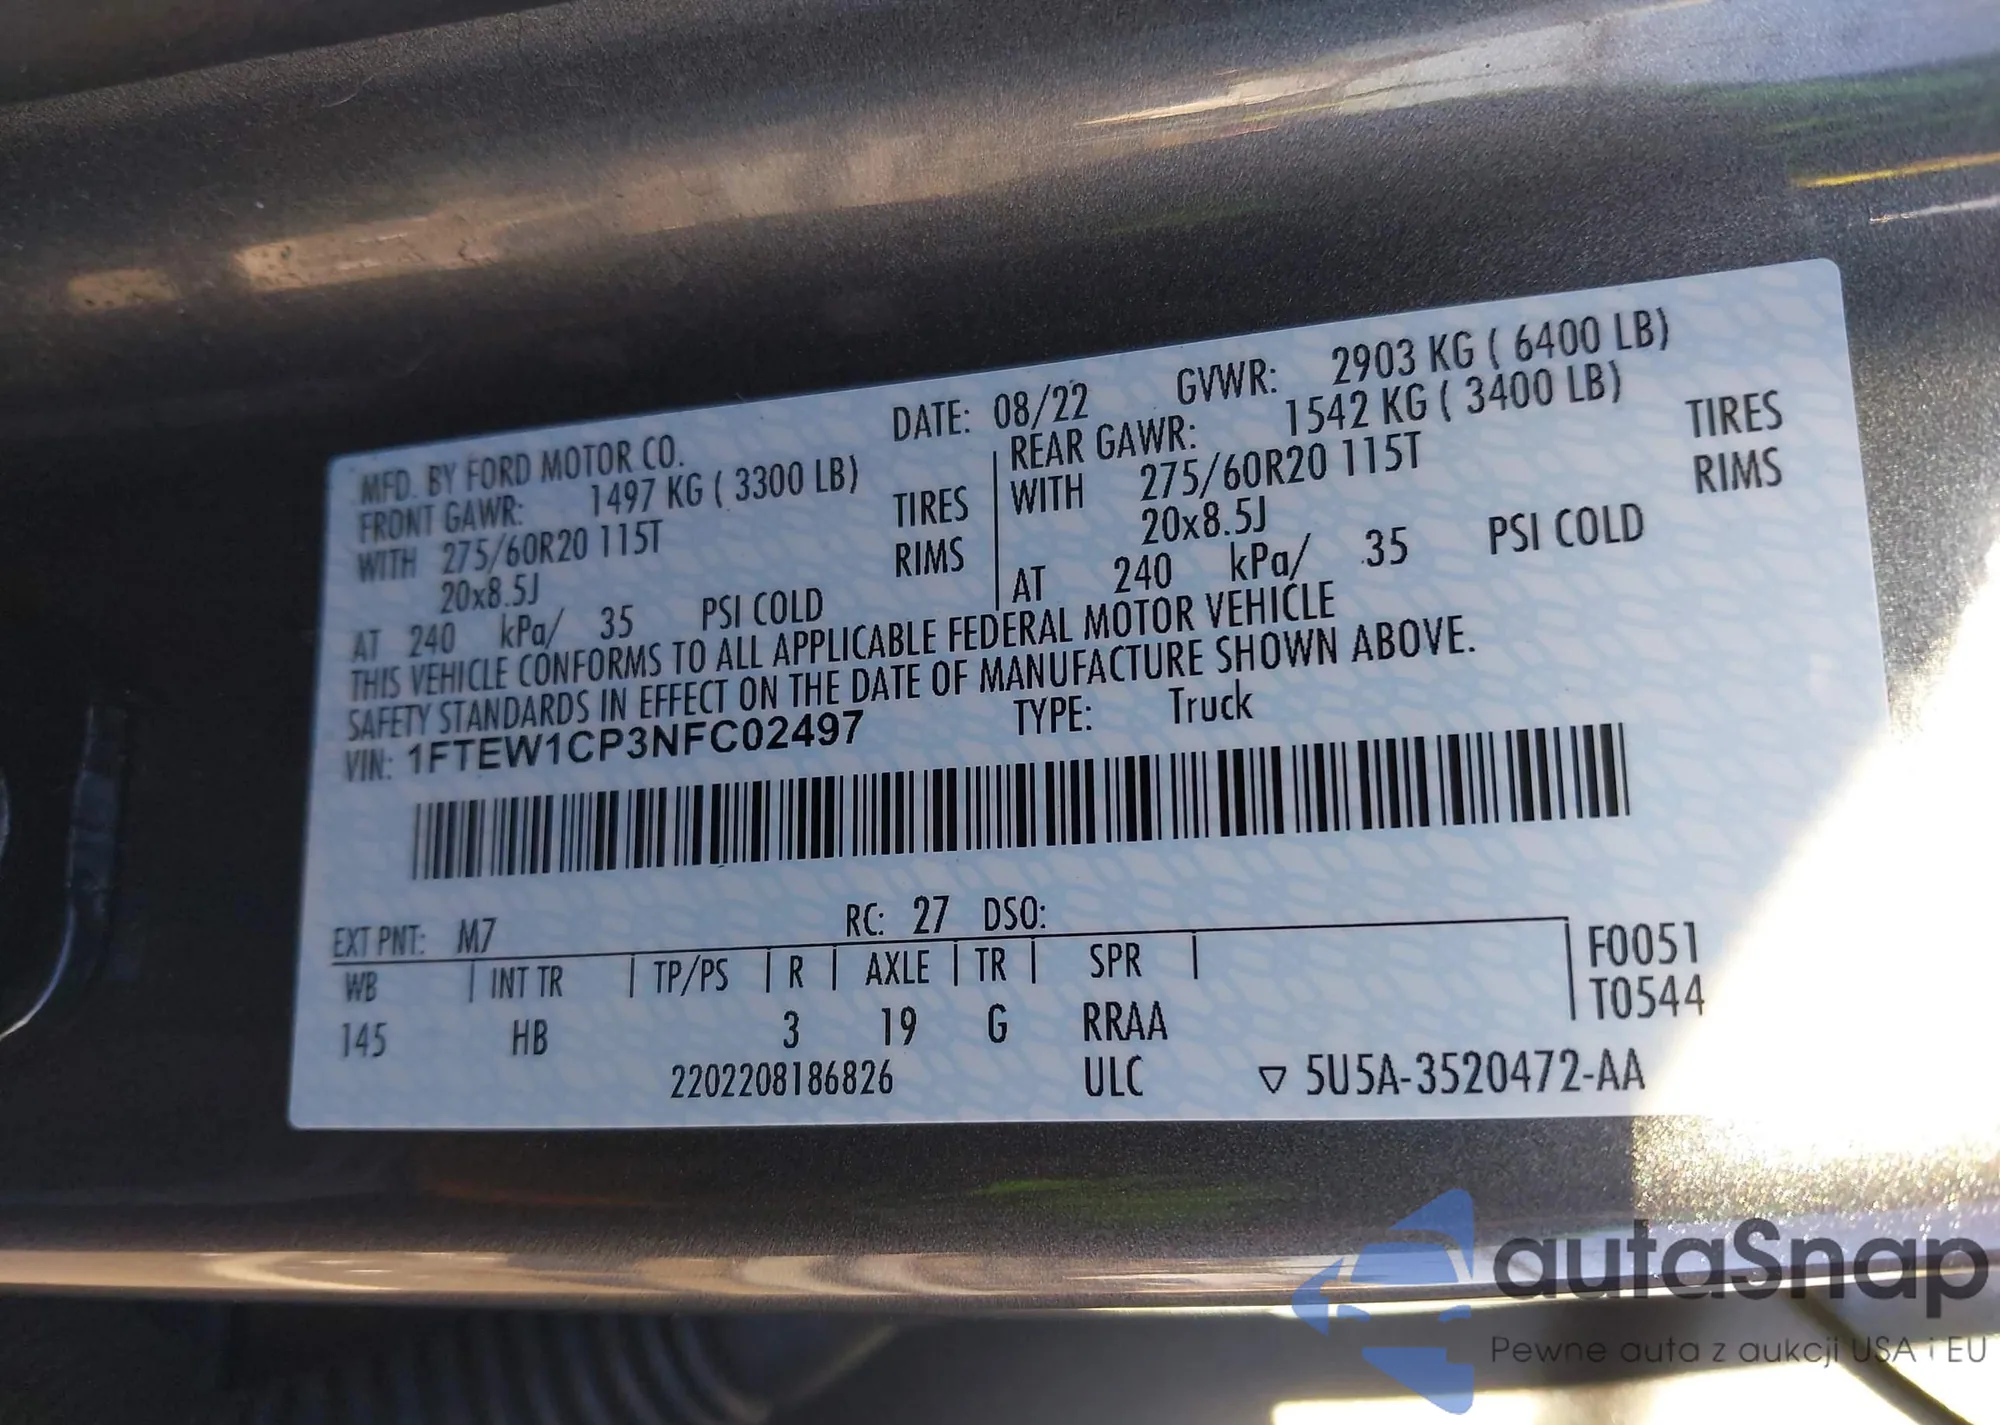 MFD. BY FORD MOTOR CO. DATE: 08/22 GVWR: 2903 KG ( 6400 LB)
FRONT GAWR: 1497 KG ( 3300 LB) REAR GAWR: 1542 KG ( 3400 LB)
WITH 275/60R20 115T TIRES WITH 275/60R20 115T TIRES
20x8.5J RIMS 20x8.5J RIMS
AT 240 kPa/ 35 PSI COLD AT 240 kPa/ 35 PSI COLD
THIS VEHICLE CONFORMS TO ALL APPLICABLE FEDERAL MOTOR VEHICLE
SAFETY STANDARDS IN EFFECT ON THE DATE OF MANUFACTURE SHOWN ABOVE.
VIN: 1FTEW1CP3NFC02497 TYPE: Truck
EXT PNT: M7 RC: 27 DSO:
WB | INT TR | TP/PS | R | AXLE | TR | SPR | F0051
145 HB 3 19 G RRAA T0544
2202208186826 ULC ▽ 5U5A-3520472-AA
autaSnap
Pewne auta z aukcji USA i EU